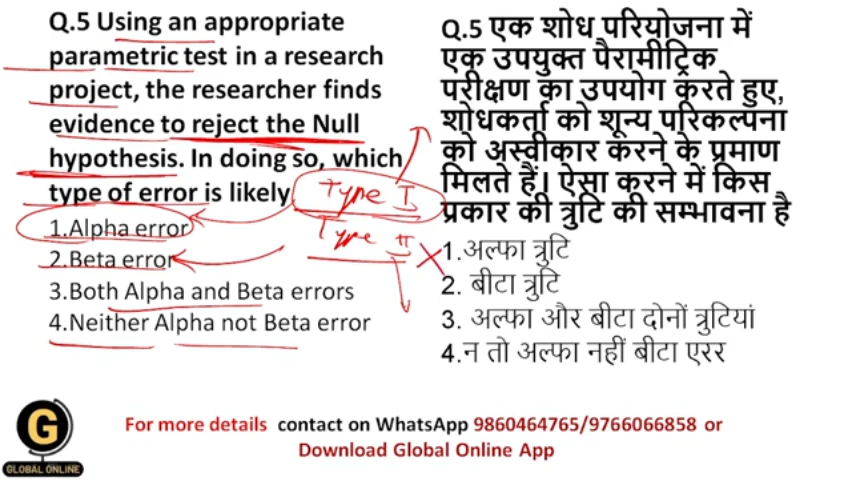 Q.5 Using an appropriate
parametric test in a research
project, the researcher finds
evidence to reject the Null
hypothesis. In doing so, which
type of error is likely
Type I
Type II
1.Alpha error
2.Beta error
3.Both Alpha and Beta errors
4.Neither Alpha not Beta error
Q.5 एक शोध परियोजना में
एक उपयुक्त पैरामीट्रिक
परीक्षण का उपयोग करते हुए,
शोधकर्ता को शून्य परिकल्पना
को अस्वीकार करने के प्रमाण
मिलते हैं। ऐसा करने में किस
प्रकार की त्रुटि की सम्भावना है
1.अल्फा त्रुटि
2. बीटा त्रुटि
3. अल्फा और बीटा दोनों त्रुटियां
4.न तो अल्फा नहीं बीटा एरर
G
GLOBAL ONLINE
For more details contact on WhatsApp 9860464765/9766066858 or
Download Global Online App